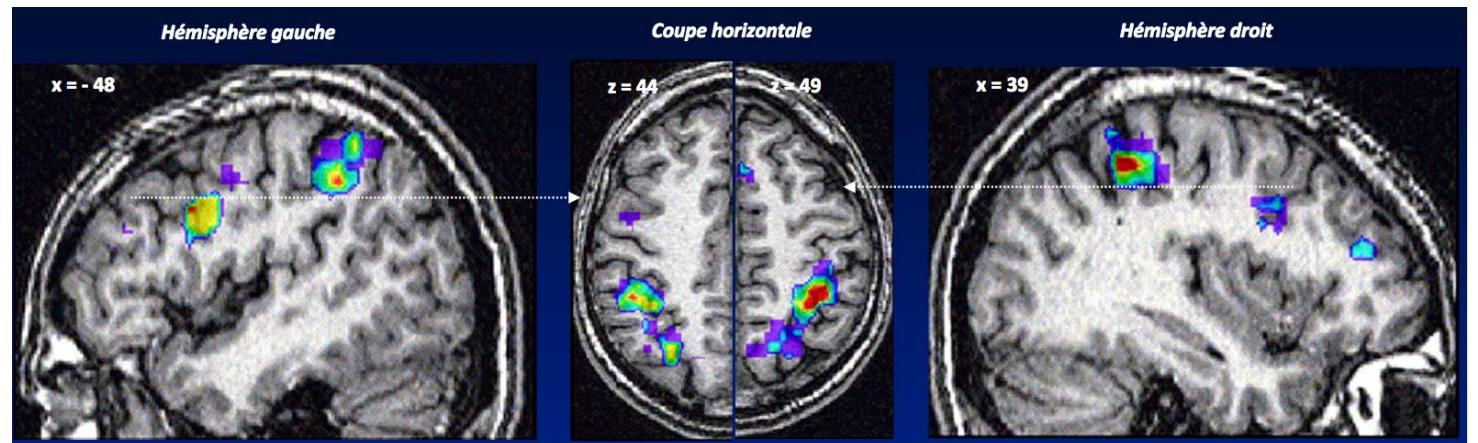 Hémisphère gauche
Coupe horizontale
Hémisphère droit
x = - 48
z = 44
z = 49
x = 39